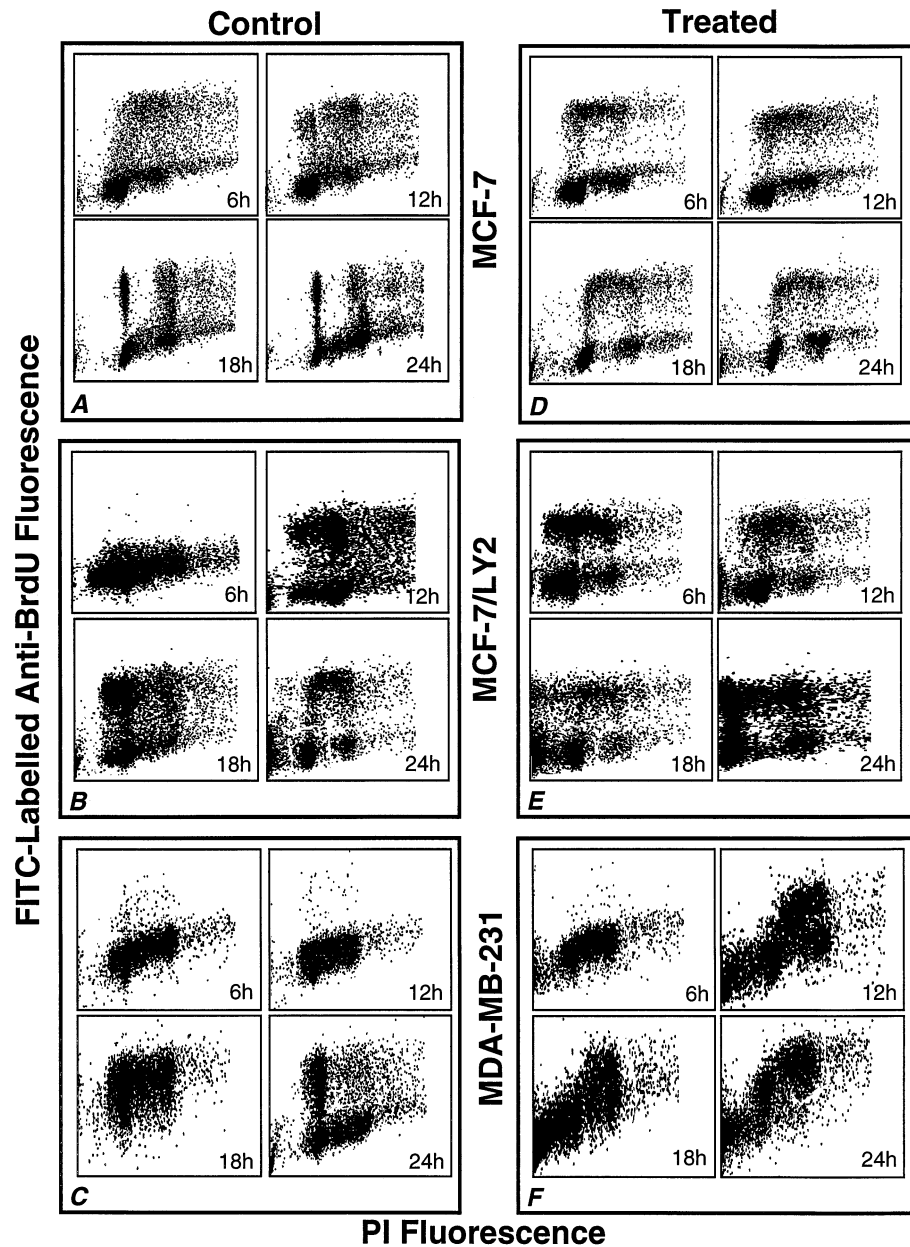 Control
Treated
6h
12h
18h
24h
A
MCF-7
6h
12h
18h
24h
D
FITC-Labelled Anti-BrdU Fluorescence
6h
12h
18h
24h
B
MCF-7/LY2
6h
12h
18h
24h
E
6h
12h
18h
24h
C
MDA-MB-231
6h
12h
18h
24h
F
PI Fluorescence